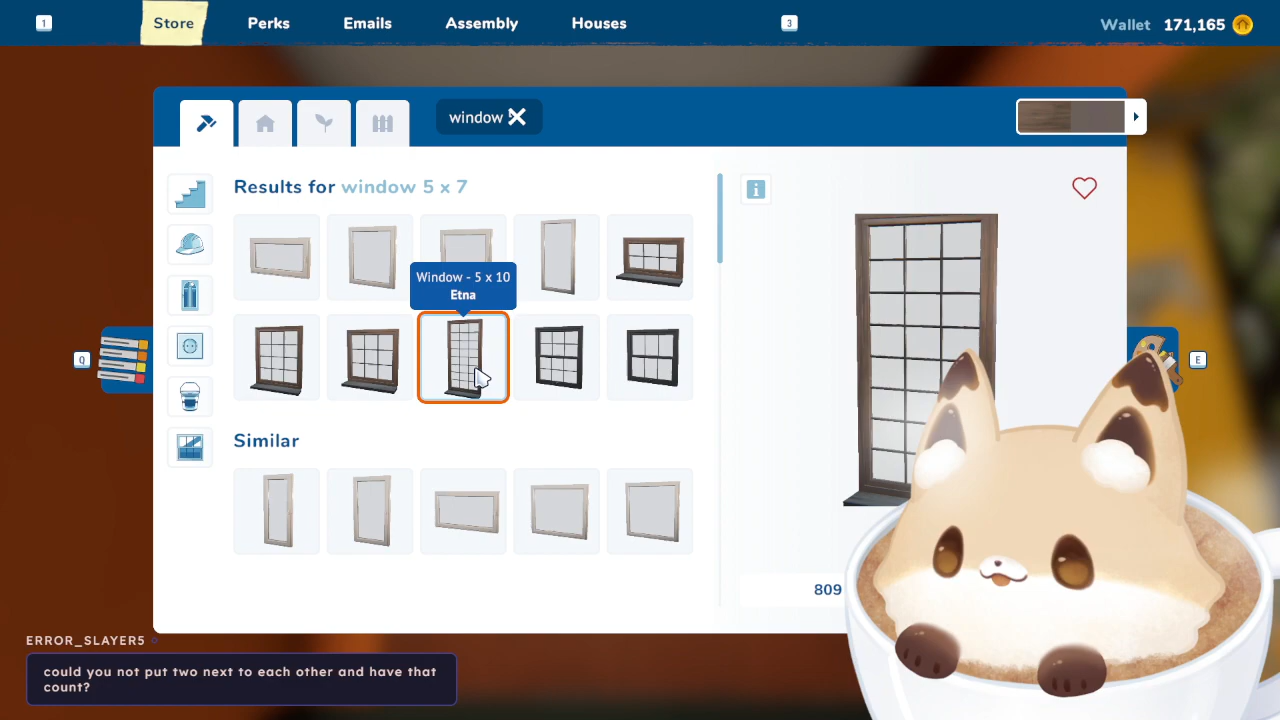 1
Store
Perks
Emails
Assembly
Houses
3
Wallet 171,165
window
Results for window 5 x 7
Window - 5 x 10
Etna
Q
E
Similar
809
ERROR_SLAYER5
could you not put two next to each other and have that
count?